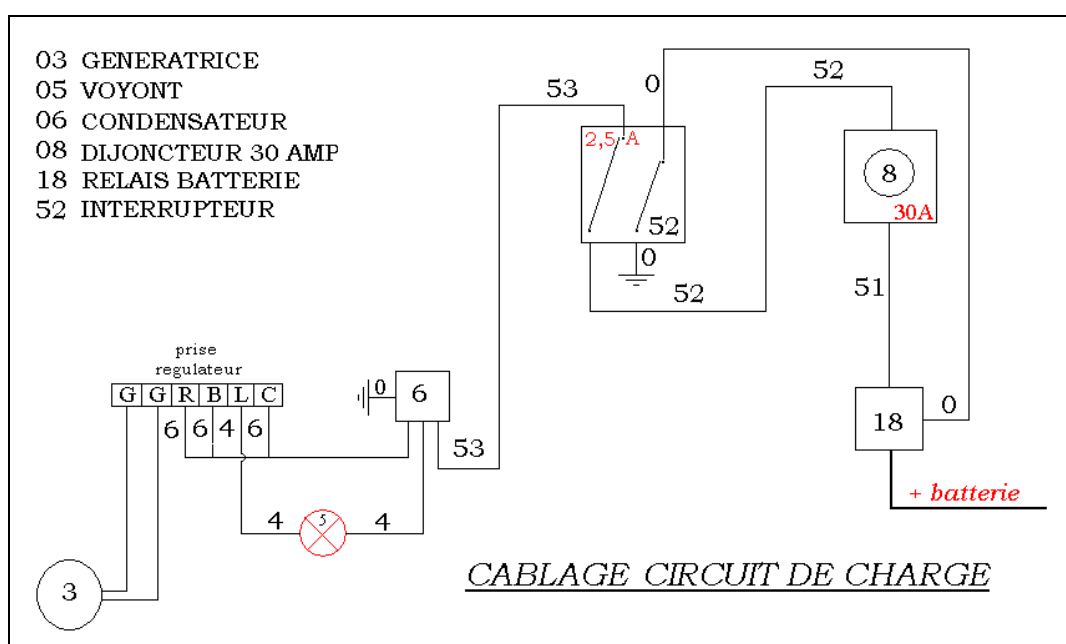 03 GENERATRICE
05 VOYONT
06 CONDENSATEUR
08 DIJONCTEUR 30 AMP
18 RELAIS BATTERIE
52 INTERRUPTEUR
53
0
52
2,5 A
52
0
52
8
30A
51
prise
regulateur
G G R B L C
6 6 4 6
0
6
53
18
0
+ batterie
4
5
4
3
CABLAGE CIRCUIT DE CHARGE